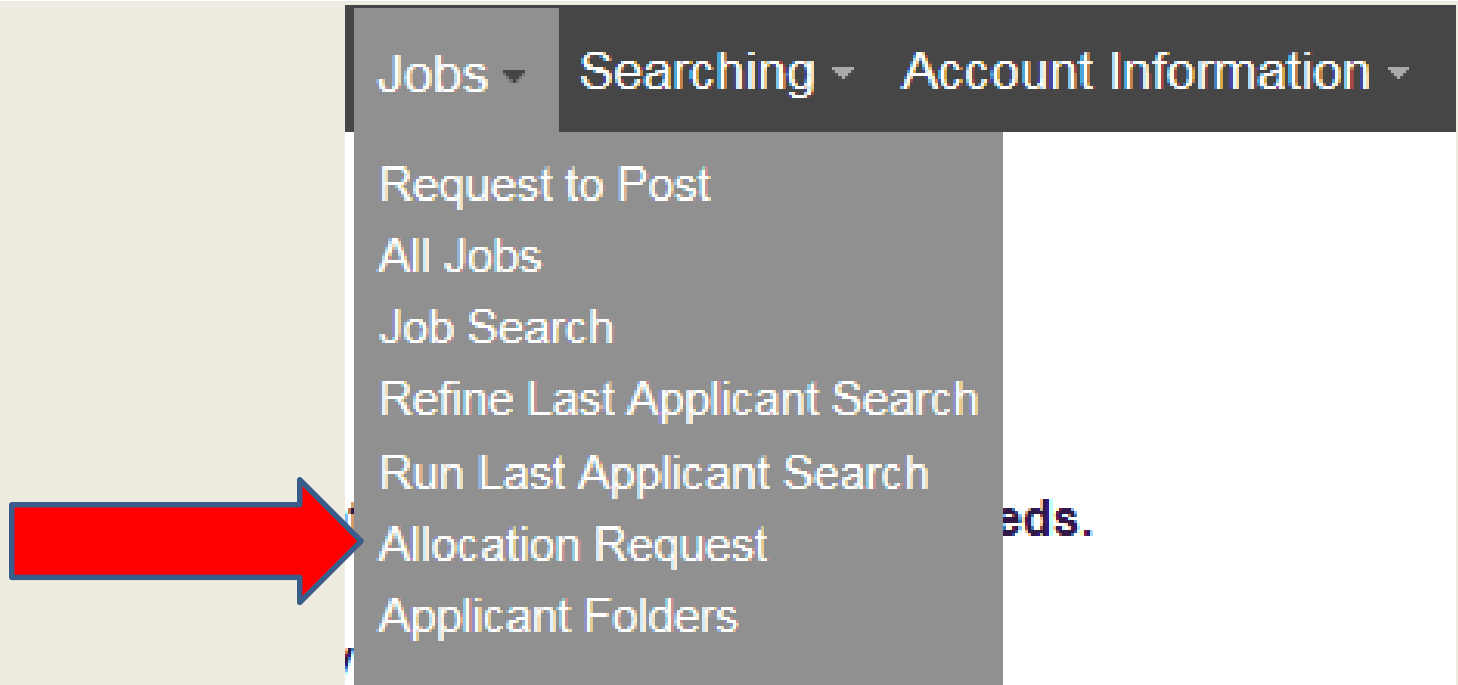 Jobs Searching Account Information
Request to Post
All Jobs
Job Search
Refine Last Applicant Search
Run Last Applicant Search
eds.
Allocation Request
Applicant Folders